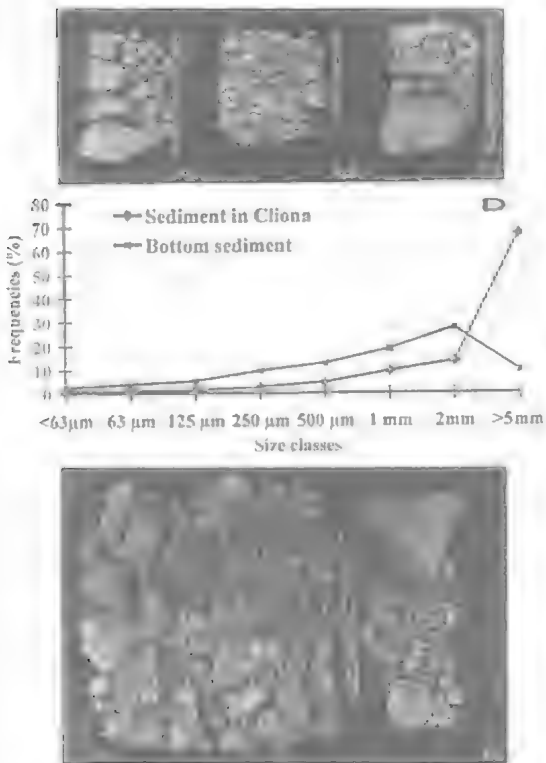 80
D
70
Sediment in Cliona
60
Bottom sediment
50
40
30
20
10
0
Frequencies (%)
<63µm 63 µm 125 µm 250 µm 500 µm 1 mm 2mm >5mm
Size classes